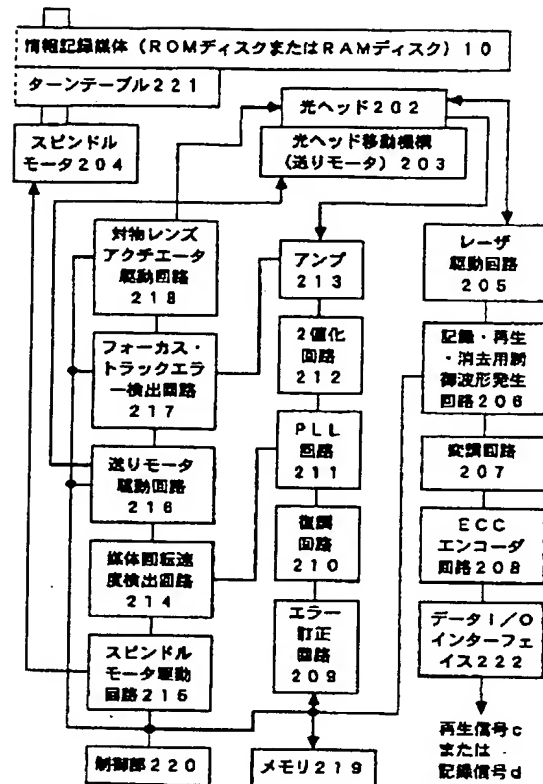 情報記録媒体（ROMディスクまたはRAMディスク）10
ターンテーブル221
スピンドル
モータ204
光ヘッド202
光ヘッド移動機構
（送りモータ）203
対物レンズ
アクチエータ
駆動回路
218
フォーカス・
トラックエラ
ー検出回路
217
送りモータ
駆動回路
216
媒体回転速
度検出回路
214
スピンドル
モータ駆動
回路215
制御部220
アンプ
213
2値化
回路
212
PLL
回路
211
復調
回路
210
エラー
訂正
回路
209
メモリ219
レーザ
駆動回路
205
記録・再生
・消去用制
御波形発生
回路206
変調回路
207
ECC
エンコーダ
回路208
データI／O
インターフェ
イス222
再生信号c
または
記録信号d